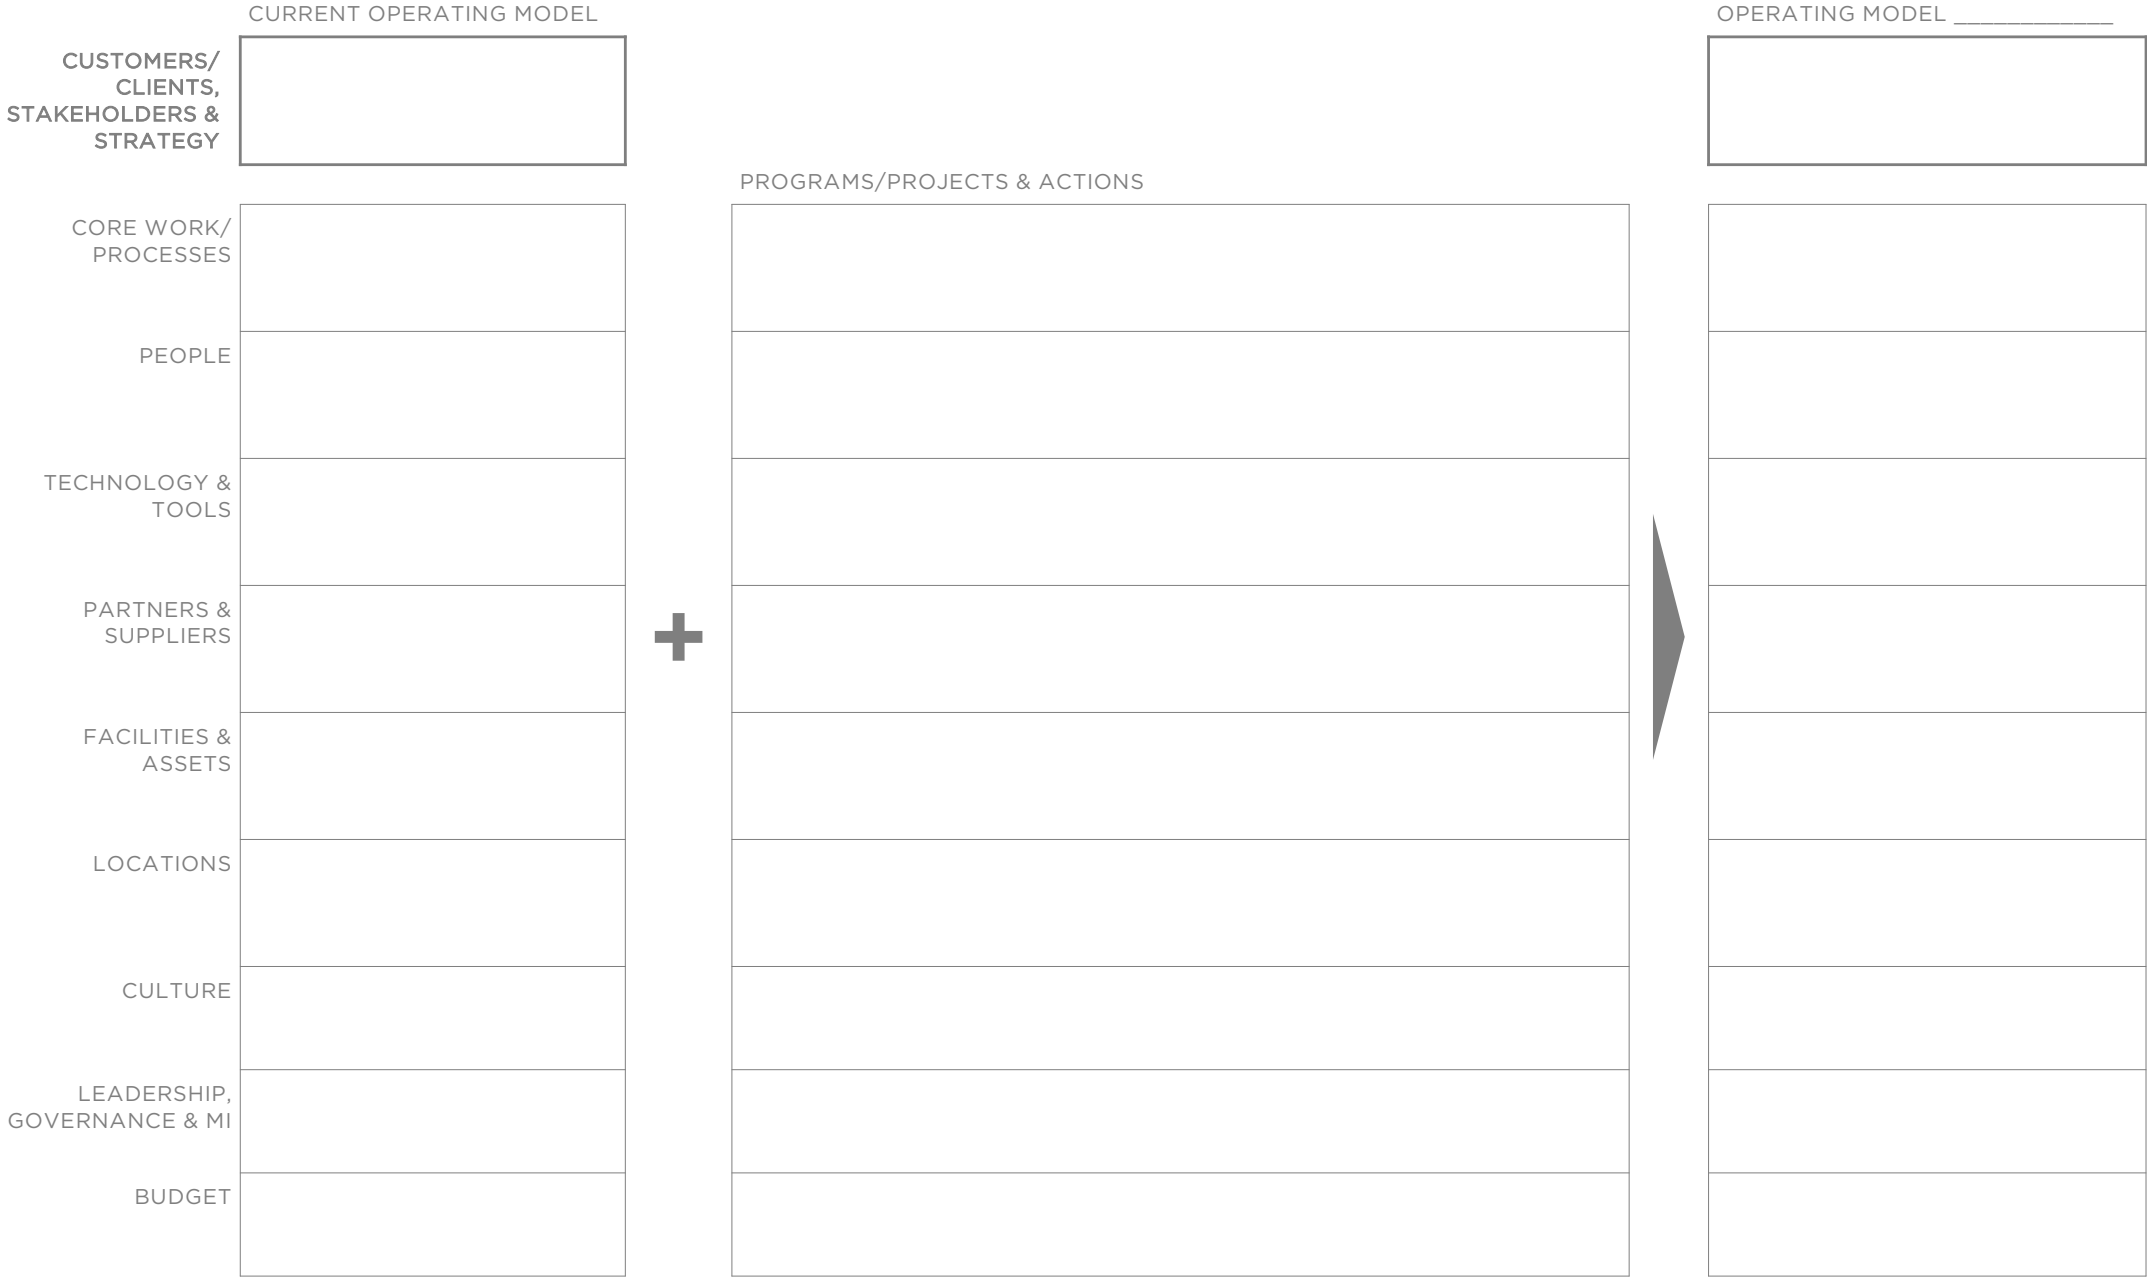 CURRENT OPERATING MODEL
OPERATING MODEL ____________
CUSTOMERS/
CLIENTS,
STAKEHOLDERS &
STRATEGY
PROGRAMS/PROJECTS & ACTIONS
CORE WORK/
PROCESSES
PEOPLE
TECHNOLOGY &
TOOLS
PARTNERS &
SUPPLIERS
FACILITIES &
ASSETS
LOCATIONS
CULTURE
LEADERSHIP,
GOVERNANCE & MI
BUDGET